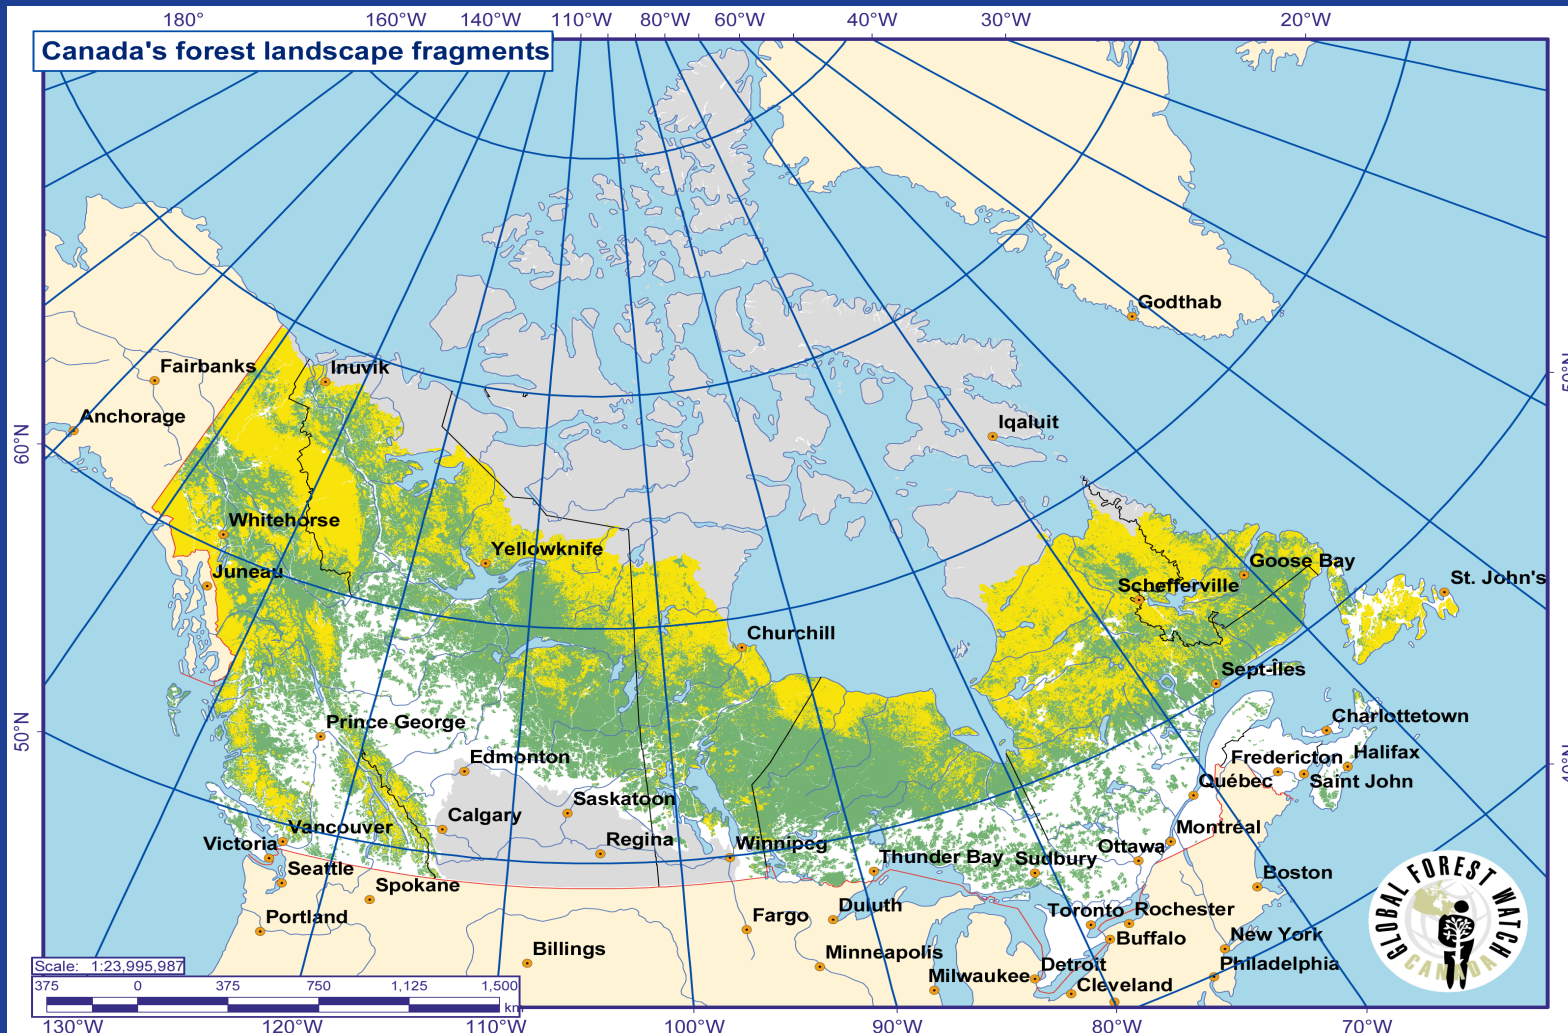 180°
160°W
140°W
110°W
80°W
60°W
40°W
30°W
20°W
Canada's forest landscape fragments
Godthab
Fairbanks
Inuvik
Anchorage
Iqaluit
60°N
50°N
Whitehorse
Yellowknife
Juneau
Goose Bay
Schefferville
St. John's
Churchill
Sept-Îles
Prince George
Charlottetown
50°N
Edmonton
Fredericton
Halifax
40°N
Québec
Saint John
Saskatoon
Calgary
Vancouver
Montreal
Victoria
Regina
Winnipeg
Ottawa
Seattle
Thunder Bay
Sudbury
Spokane
Boston
Portland
Duluth
Toronto
Rochester
Fargo
Buffalo
New York
Billings
Minneapolis
Philadelphia
Milwaukee
Detroit
Cleveland
GLOBAL FOREST WATCH
CANADA
Scale: 1:23,995,987
375
0
375
750
1,125
1,500
km
130°W
120°W
110°W
100°W
90°W
80°W
70°W